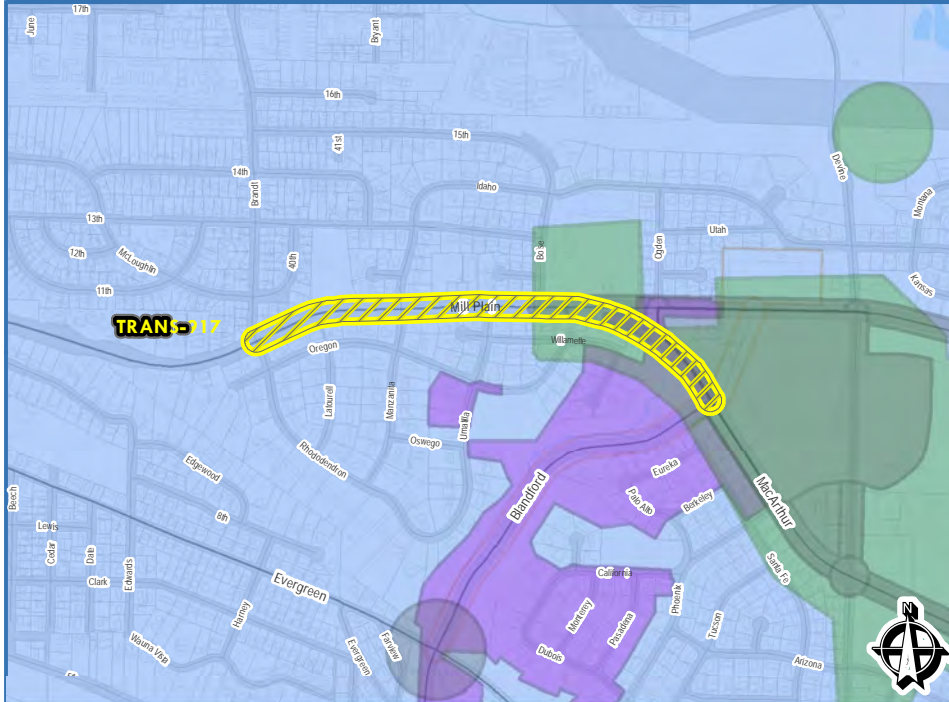 17th
June
Bryant
16th
41st
15th
14th
Brandt
Idaho
Devine
Montana
13th
12th
McLoughlin
40th
Bose
Ogden
Utah
Kansas
11th
Mill Plain
TRANS-717
Oregon
Willamette
Latourell
Manzanita
Umatilla
Oswego
Rhododendron
Edgewood
8th
Blandford
Eureka
Palo Alto
Berkeley
MacArthur
Beech
Lewis
Cedar
Date
Clark
Edwards
Evergreen
Harney
California
Santa Fe
Phoenix
Monterey
Pasadena
Tucson
Wauna Vista
Evergreen
Farview
Dubois
Arizona
N